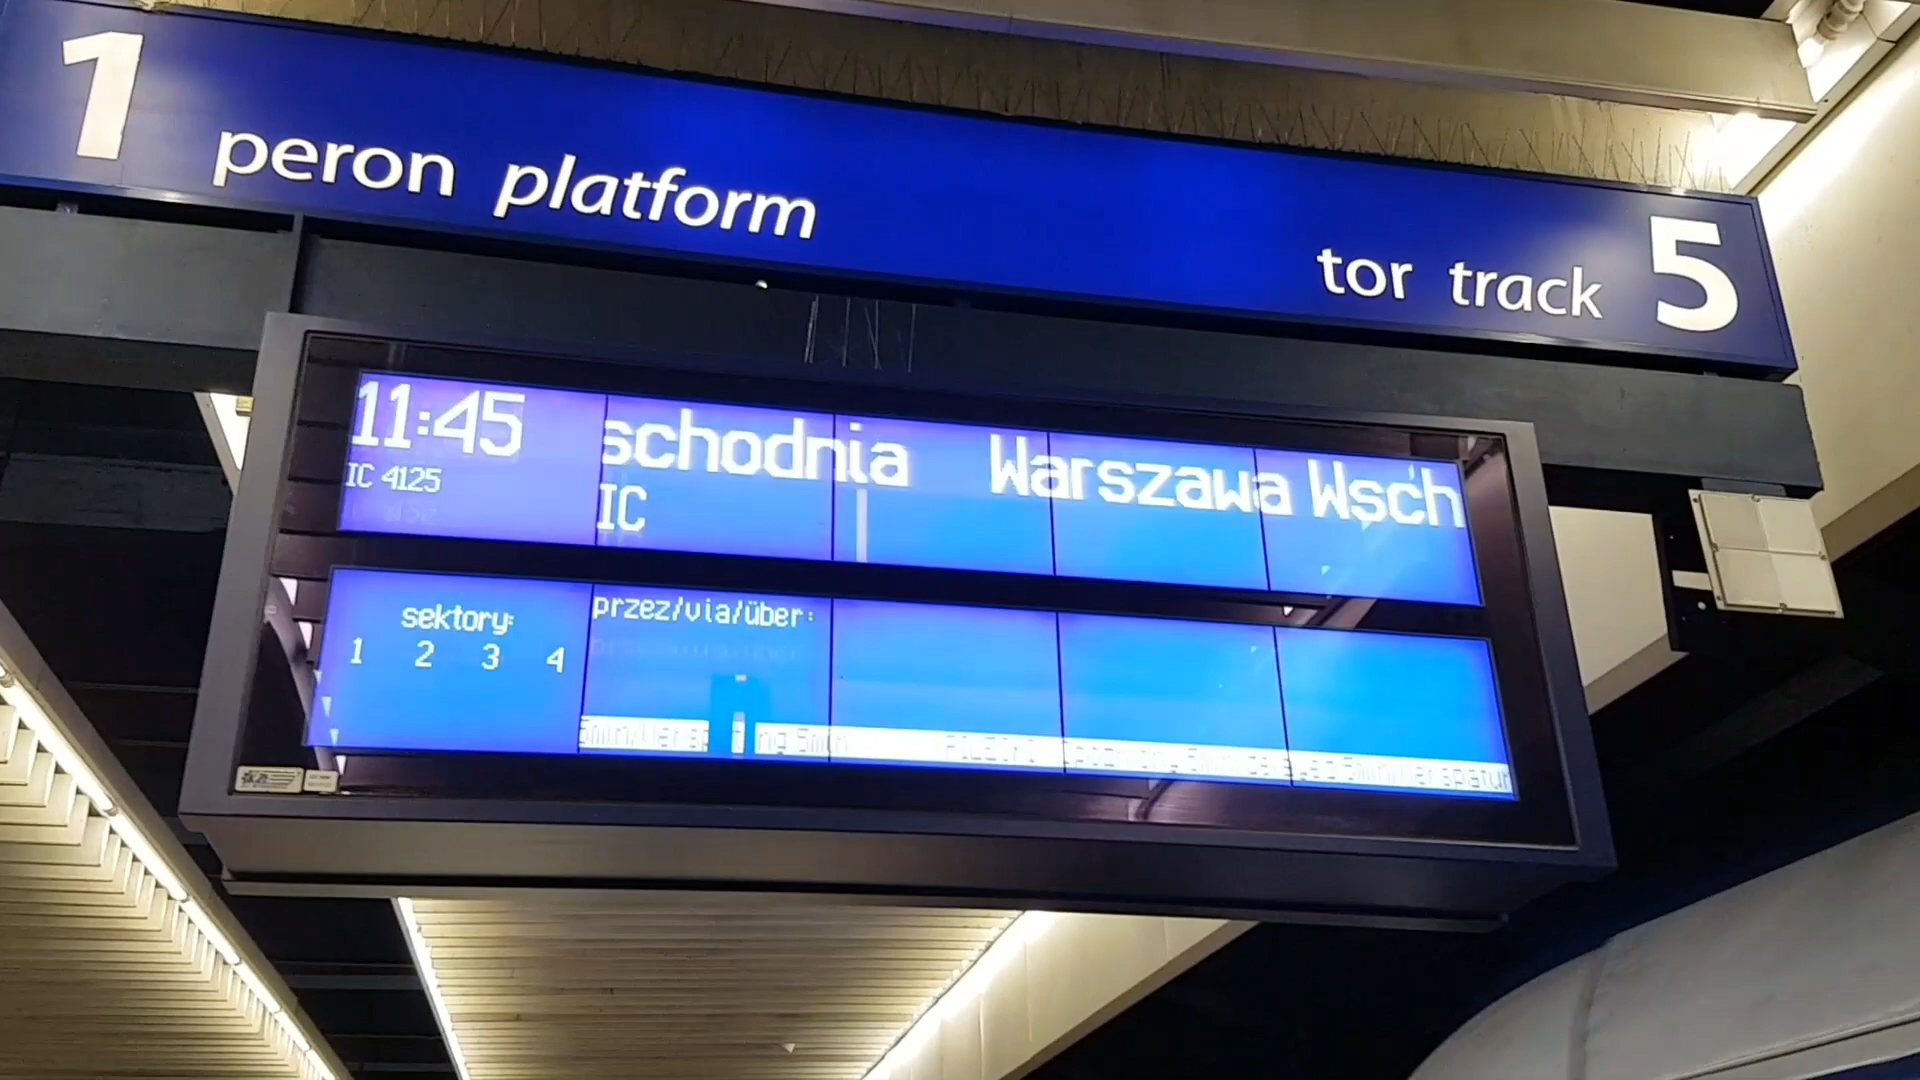 1 peron platform tor track 5
11:45 schodnia Warszawa Wsch
IC 4125 IC
sektory: przez/via/über:
1 2 3 4